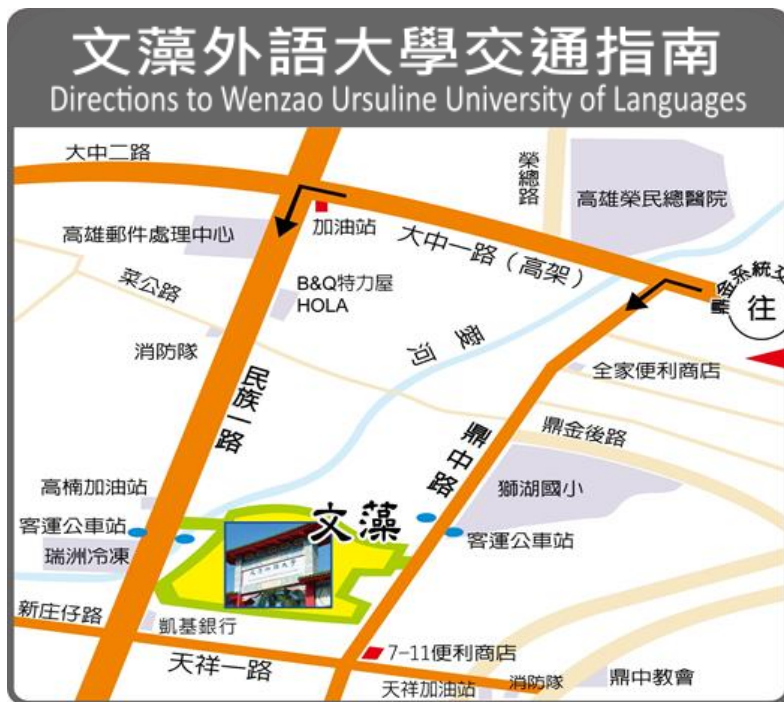 文藻外語大學交通指南
Directions to Wenzao Ursuline University of Languages
大中二路
榮總路
高雄榮民總醫院
高雄郵件處理中心
加油站
大中一路（高架）
鼎金系統交
往
菜公路
B&Q特力屋
HOLA
消防隊
愛河
全家便利商店
民族一路
鼎中路
鼎金後路
獅湖國小
高楠加油站
文藻
客運公車站
客運公車站
瑞洲冷凍
新庄仔路
凱基銀行
天祥一路
7-11便利商店
天祥加油站
消防隊
鼎中教會